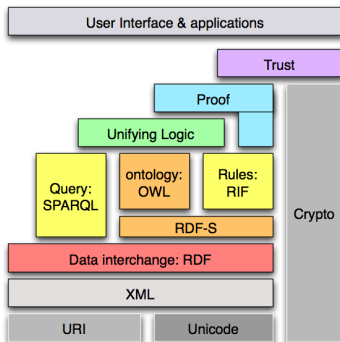 User Interface & applications
Trust
Proof
Unifying Logic
Query:
SPARQL
ontology:
OWL
Rules:
RIF
Crypto
RDF-S
Data interchange: RDF
XML
URI
Unicode